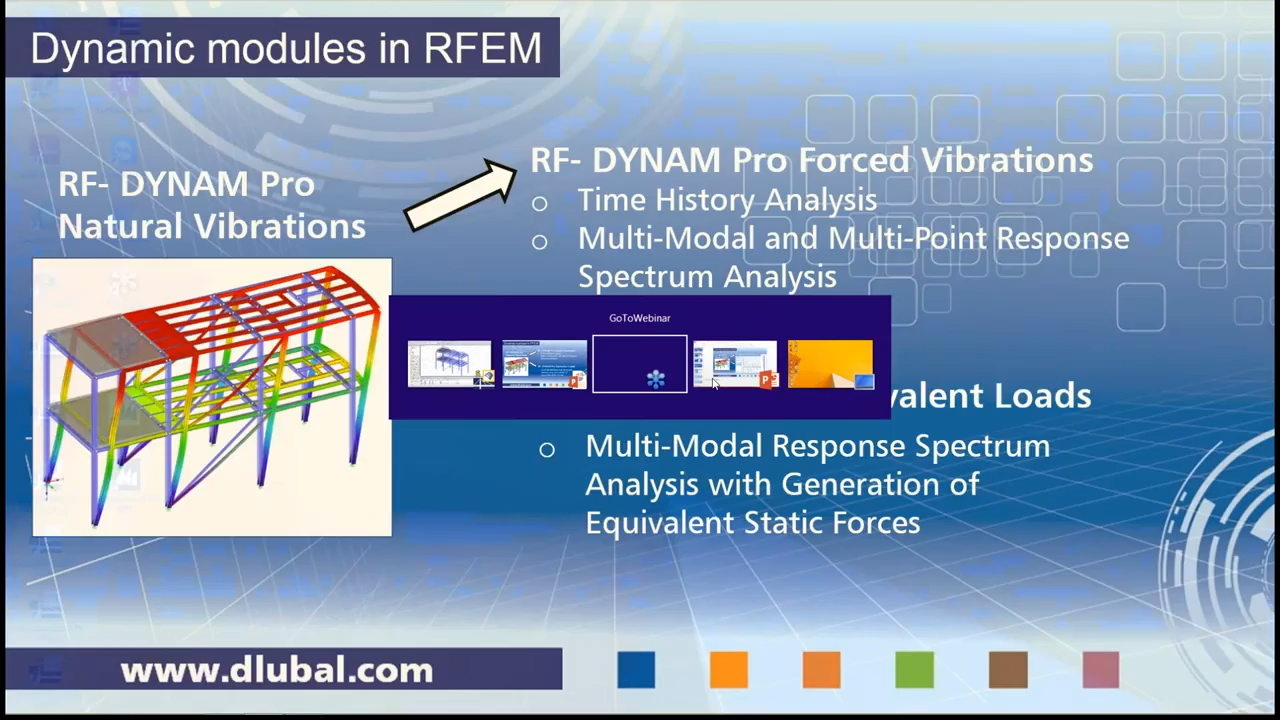 Dynamic modules in RFEM
RF- DYNAM Pro
Natural Vibrations
RF- DYNAM Pro Forced Vibrations
Time History Analysis
Multi-Modal and Multi-Point Response
Spectrum Analysis
GoToWebinar
valent Loads
Multi-Modal Response Spectrum
Analysis with Generation of
Equivalent Static Forces
www.dlubal.com